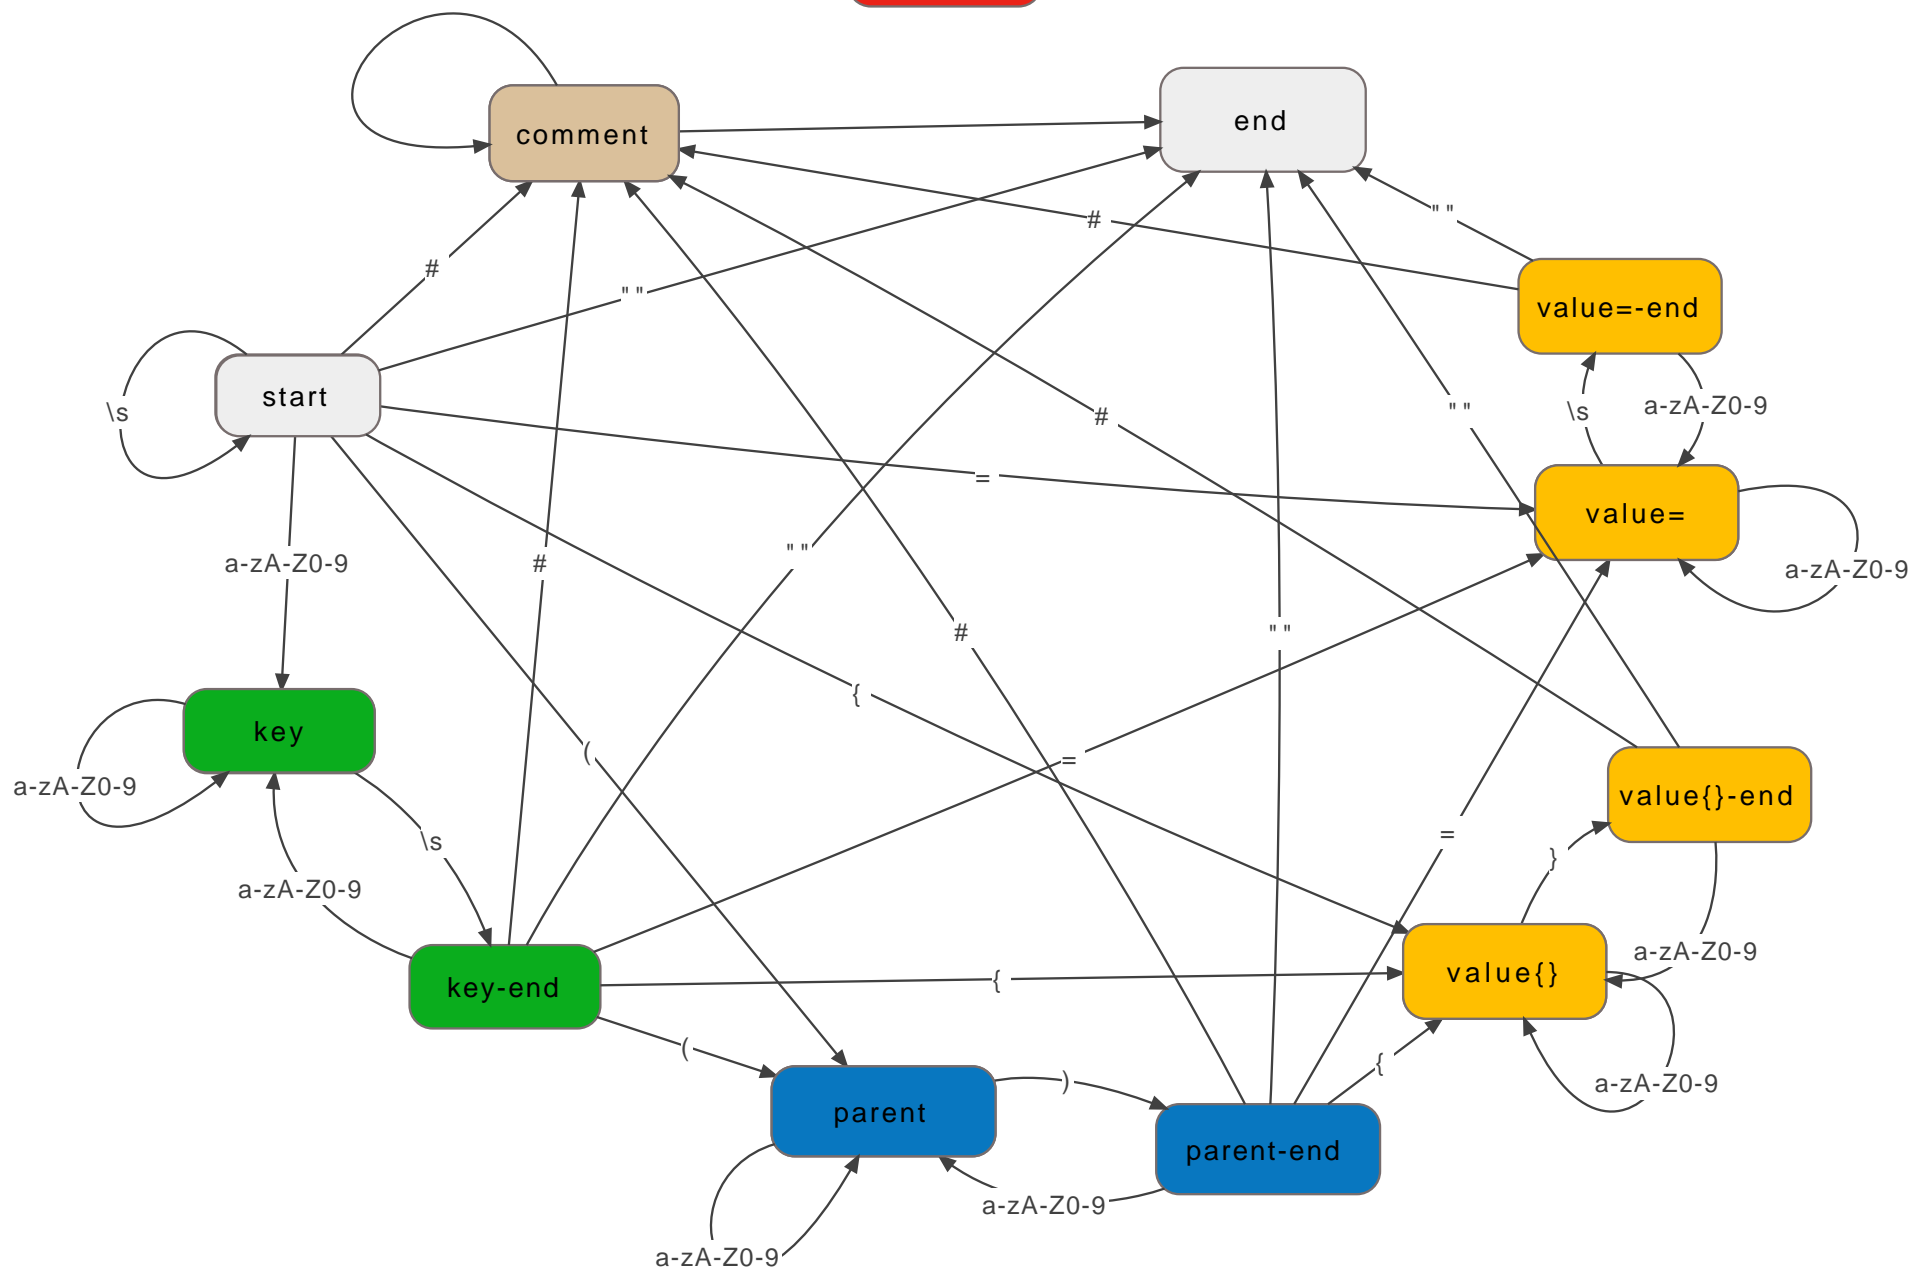 comment
end
#
" "
#
" "
value=-end
start
\s
#
" "
\s
a-zA-Z0-9
=
value=
a-zA-Z0-9
#
" "
a-zA-Z0-9
#
" "
{
key
(
=
value{}-end
a-zA-Z0-9
\s
=
}
a-zA-Z0-9
a-zA-Z0-9
key-end
{
value{}
(
{
)
a-zA-Z0-9
parent
parent-end
a-zA-Z0-9
a-zA-Z0-9